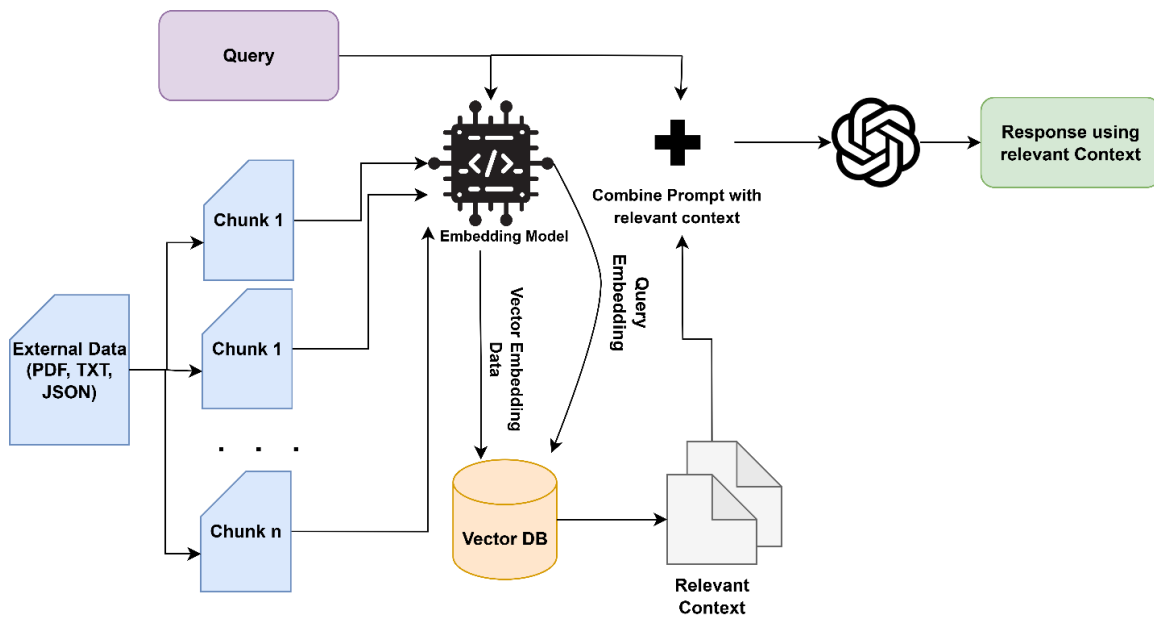 Query
</>
Embedding Model
Combine Prompt with
relevant context
Response using
relevant Context
Chunk 1
Chunk 1
. . .
Chunk n
External Data
(PDF, TXT,
JSON)
Vector Embedding
Data
Query
Embedding
Vector DB
Relevant
Context